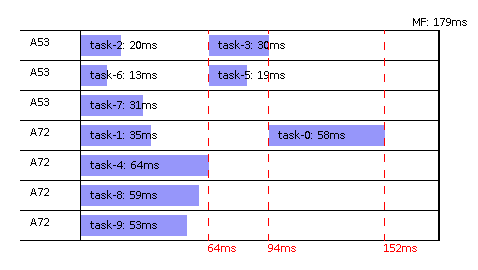 MF: 179ms
A53 task-2: 20ms task-3: 30ms
A53 task-6: 13ms task-5: 19ms
A53 task-7: 31ms
A72 task-1: 35ms task-0: 58ms
A72 task-4: 64ms
A72 task-8: 59ms
A72 task-9: 53ms
64ms 94ms 152ms